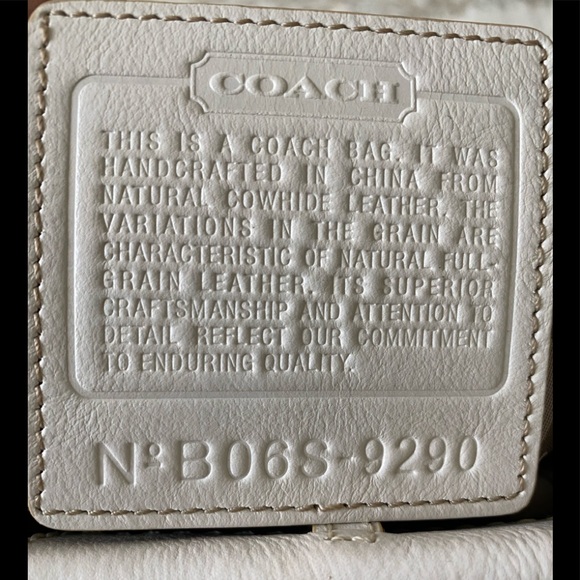 COACH
THIS IS A COACH BAG. IT WAS
HANDCRAFTED IN CHINA FROM
NATURAL COWHIDE LEATHER. THE
VARIATIONS IN THE GRAIN ARE
CHARACTERISTIC OF NATURAL FULL-
GRAIN LEATHER. ITS SUPERIOR
CRAFTSMANSHIP AND ATTENTION TO
DETAIL REFLECT OUR COMMITMENT
TO ENDURING QUALITY.
Nº B06S-9290